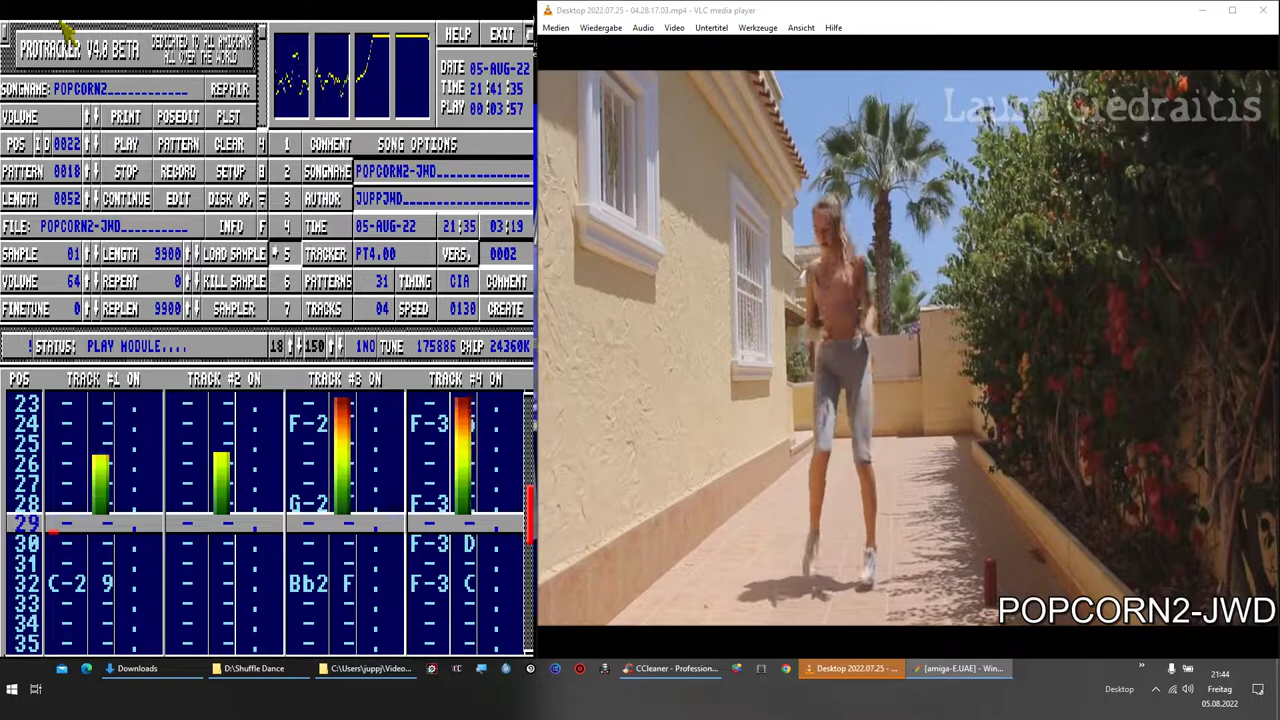 PROTRACKER V4.0 BETA
DEDICATED TO ALL AMIGANS
ALL OVER THE WORLD
HELP EXIT
DATE 05-AUG-22
TIME 21:41:35
PLAY 00:03:57
SONGNAME: POPCORN2____________ REPAIR
VOLUME PRINT POSEDIT PLST
POS I D 0022 PLAY PATTERN CLEAR 1 COMMENT SONG OPTIONS
PATTERN 0018 STOP RECORD SETUP 2 SONGNAME POPCORN2-JWD
LENGTH 0052 CONTINUE EDIT DISK OP. 3 AUTHOR JUPPJWD
FILE: POPCORN2-JWD INFO F 4 TIME 05-AUG-22 21:35 03:19
SAMPLE 01 LENGTH 9900 LOAD SAMPLE 5 TRACKER PT4.00 VERS. 0002
VOLUME 64 REPEAT 0 KILL SAMPLE 6 PATTERNS 31 TIMING CIA COMMENT
FINETUNE 0 REPLEN 9900 SAMPLER 7 TRACKS 04 SPEED 0130 CREATE
! STATUS: PLAY MODULE.... 18 150 1NO TUNE 175886 CHIP 24360K
POS TRACK #1 ON TRACK #2 ON TRACK #3 ON TRACK #4 ON
23
24 F-2 F-3
25
26 F-3
27
28 G-2 F-3
29
30 F-3 D
31
32 C-2 9 Bb2 F F-3 C
33
34
35
Desktop 2022.07.25 - 04.28.17.03.mp4 - VLC media player
Medien Wiedergabe Audio Video Untertitel Werkzeuge Ansicht Hilfe
Laura Giedraitis
POPCORN2-JWD
Downloads D:\Shuffle Dance C:\Users\juppj\Video... CCleaner - Profession... Desktop 2022.07.25 - ... [amiga-E.UAE] - Win...
Desktop
21:44
Freitag
05.08.2022